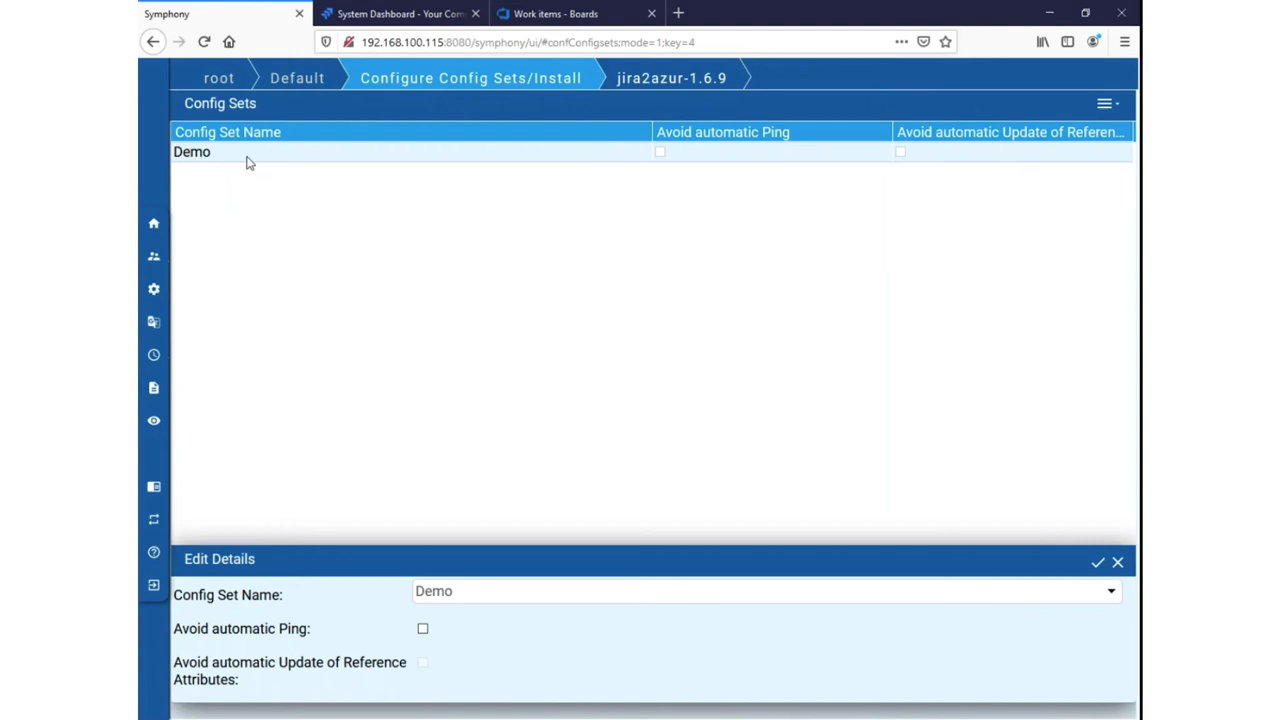 Symphony
System Dashboard - Your Com
Work items - Boards
192.168.100.115:8080/symphony/ui/#confConfigsets:mode=1;key=4
root
Default
Configure Config Sets/Install
jira2azur-1.6.9
Config Sets
Config Set Name
Avoid automatic Ping
Avoid automatic Update of Referen...
Demo
Edit Details
Config Set Name:
Demo
Avoid automatic Ping:
Avoid automatic Update of Reference
Attributes: